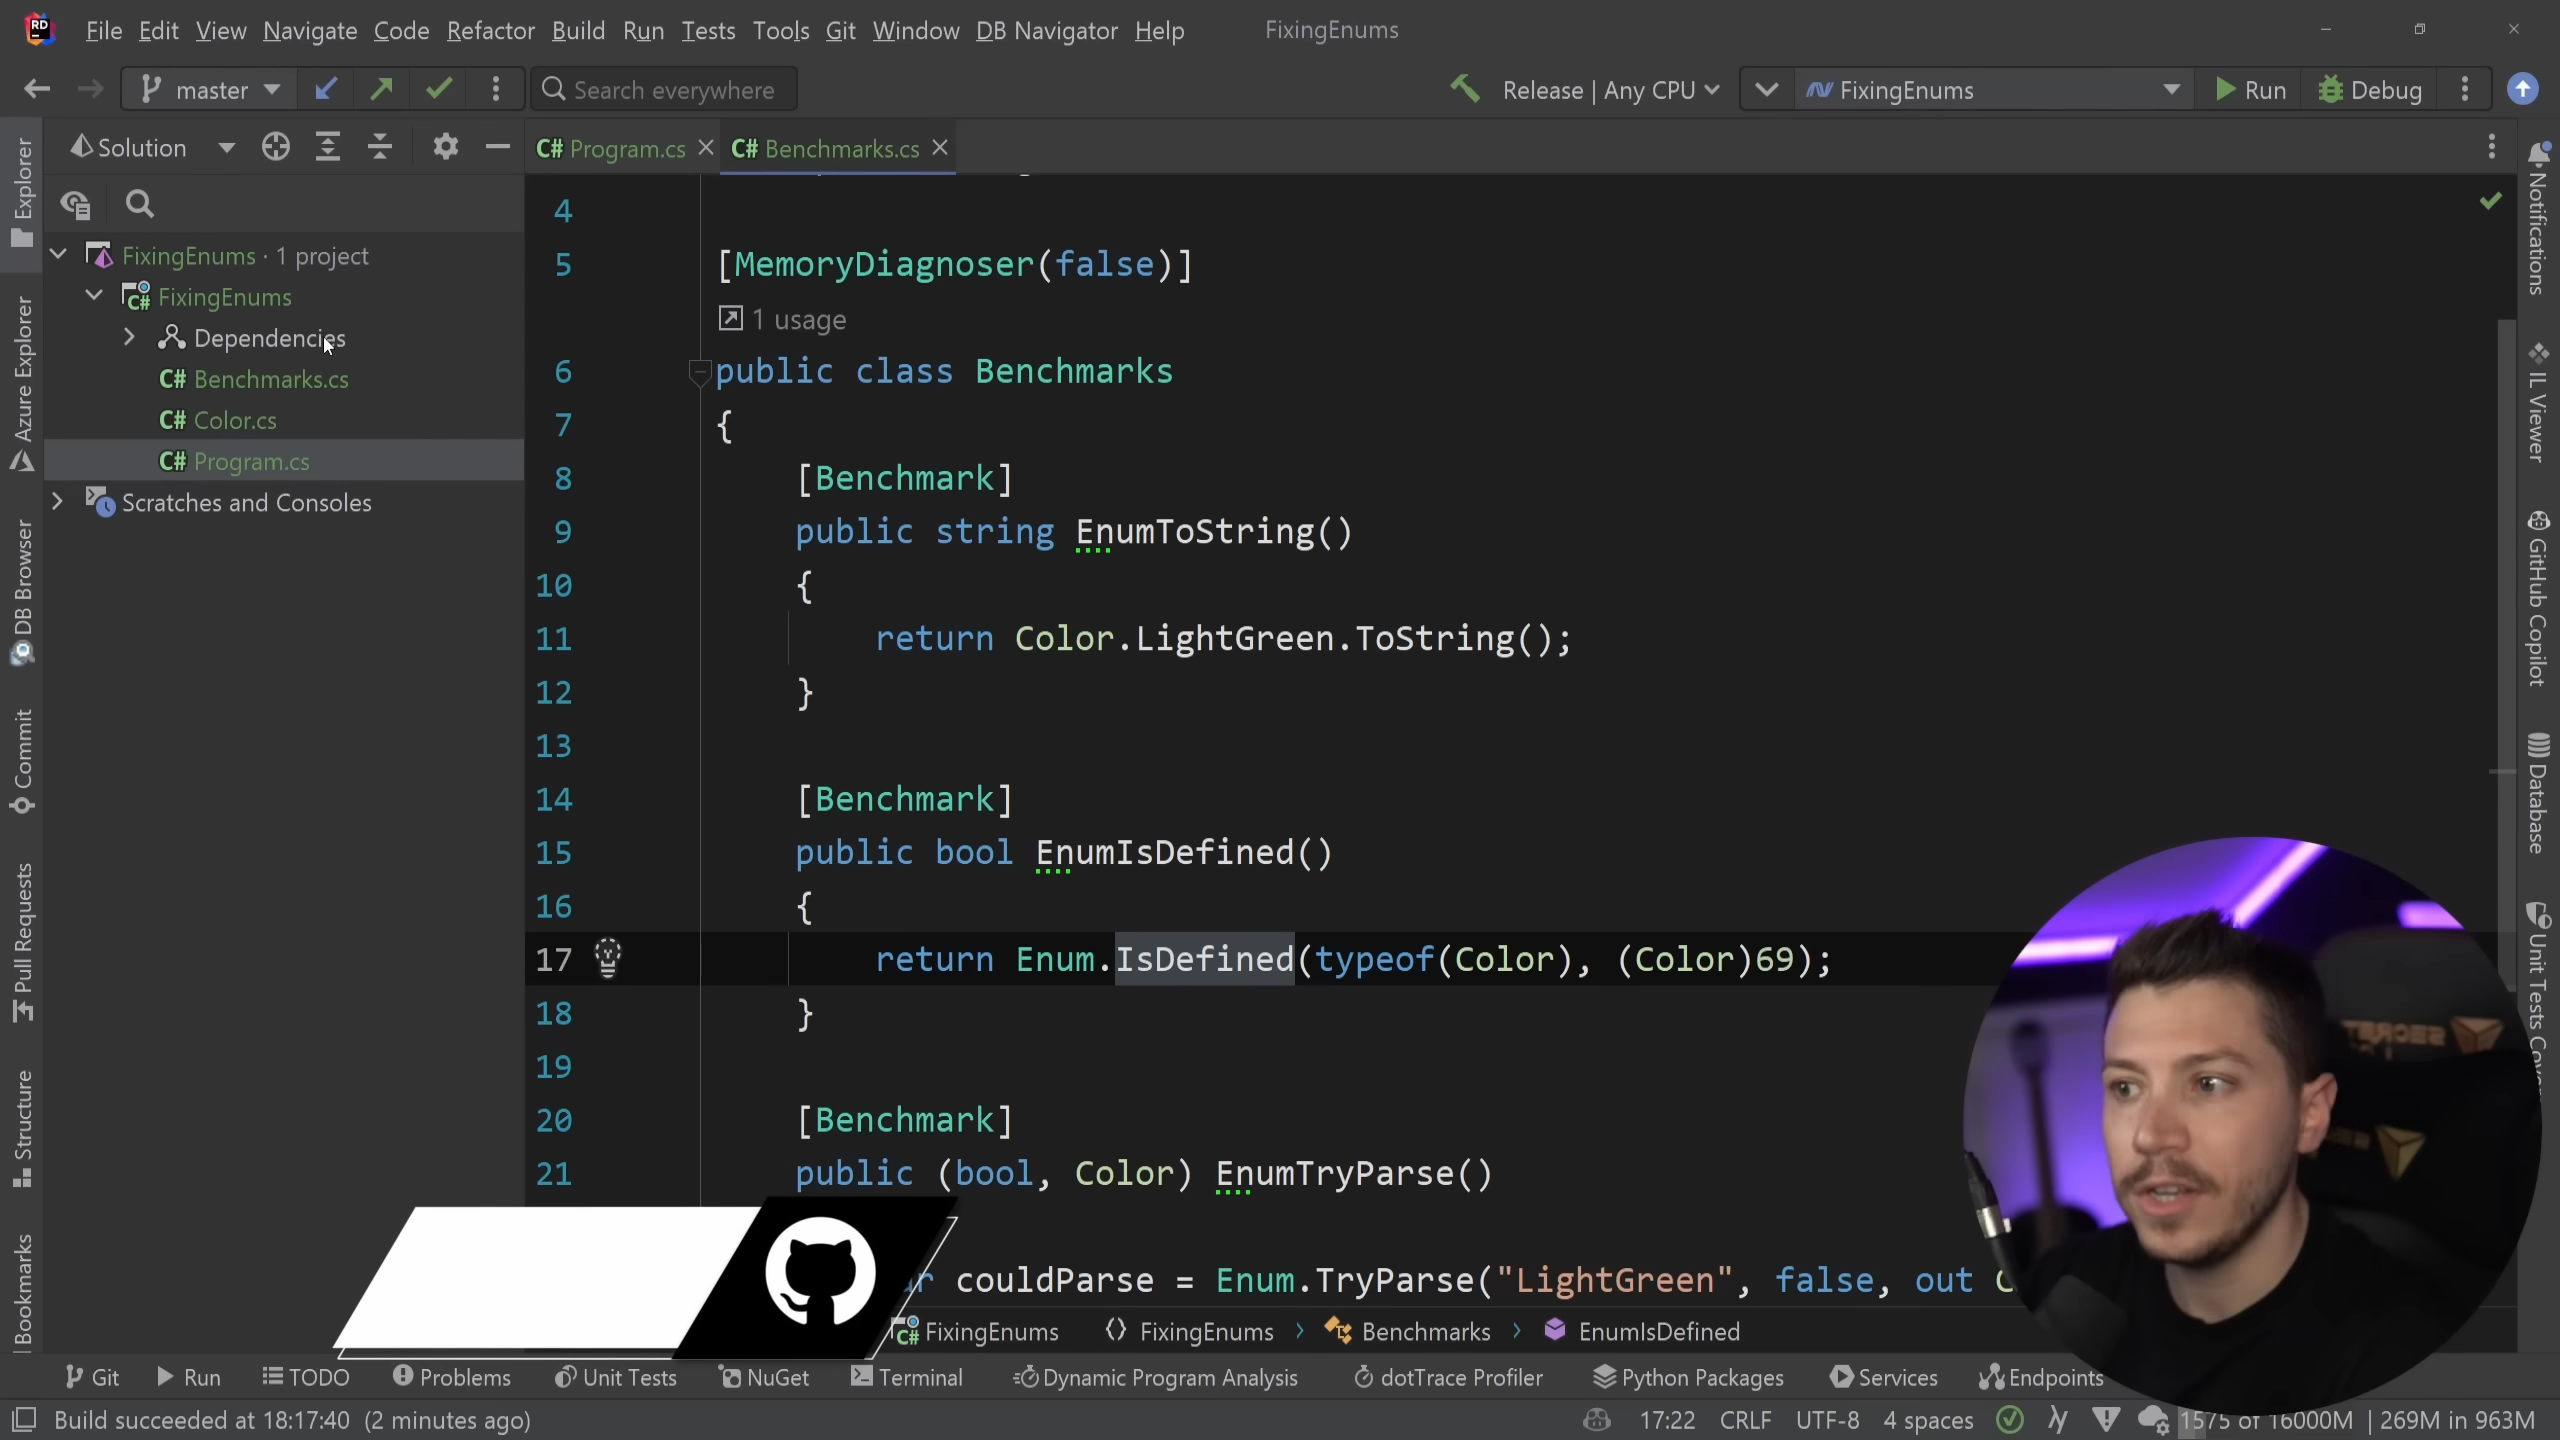 File Edit View Navigate Code Refactor Build Run Tests Tools Git Window DB Navigator Help FixingEnums
master Search everywhere Release | Any CPU FixingEnums Run Debug
Solution
C# Program.cs C# Benchmarks.cs
FixingEnums · 1 project
C# FixingEnums
Dependencies
C# Benchmarks.cs
C# Color.cs
C# Program.cs
Scratches and Consoles
Explorer
Azure Explorer
DB Browser
Commit
Pull Requests
Structure
Bookmarks
4
5 [MemoryDiagnoser(false)]
1 usage
6 public class Benchmarks
7 {
8 [Benchmark]
9 public string EnumToString()
10 {
11 return Color.LightGreen.ToString();
12 }
13
14 [Benchmark]
15 public bool EnumIsDefined()
16 {
17 return Enum.IsDefined(typeof(Color), (Color)69);
18 }
19
20 [Benchmark]
21 public (bool, Color) EnumTryParse()
couldParse = Enum.TryParse("LightGreen", false, out
C# FixingEnums FixingEnums › Benchmarks › EnumIsDefined
Notifications
IL Viewer
GitHub Copilot
Database
Unit Tests
Git Run TODO Problems Unit Tests NuGet Terminal Dynamic Program Analysis dotTrace Profiler Python Packages Services Endpoints
Build succeeded at 18:17:40 (2 minutes ago) 17:22 CRLF UTF-8 4 spaces 1575 of 16000M | 269M in 963M